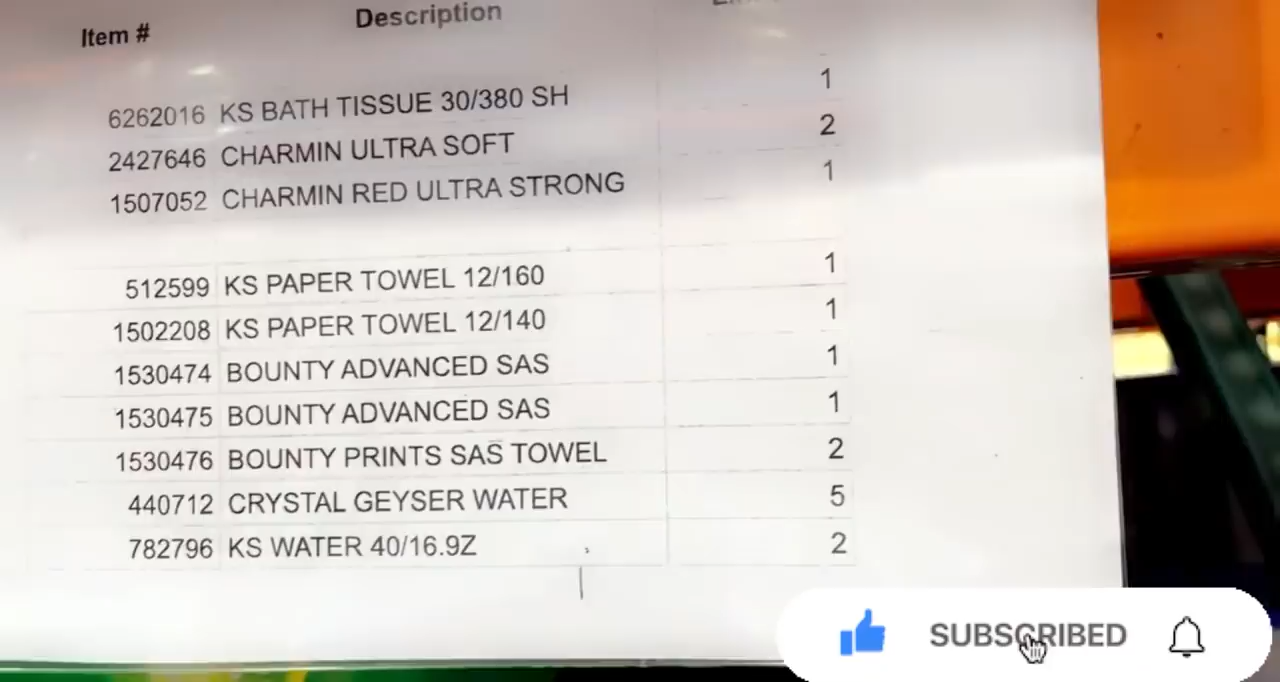 Item # Description
6262016 KS BATH TISSUE 30/380 SH 1
2427646 CHARMIN ULTRA SOFT 2
1507052 CHARMIN RED ULTRA STRONG 1
512599 KS PAPER TOWEL 12/160 1
1502208 KS PAPER TOWEL 12/140 1
1530474 BOUNTY ADVANCED SAS 1
1530475 BOUNTY ADVANCED SAS 1
1530476 BOUNTY PRINTS SAS TOWEL 2
440712 CRYSTAL GEYSER WATER 5
782796 KS WATER 40/16.9Z 2
SUBSCRIBED